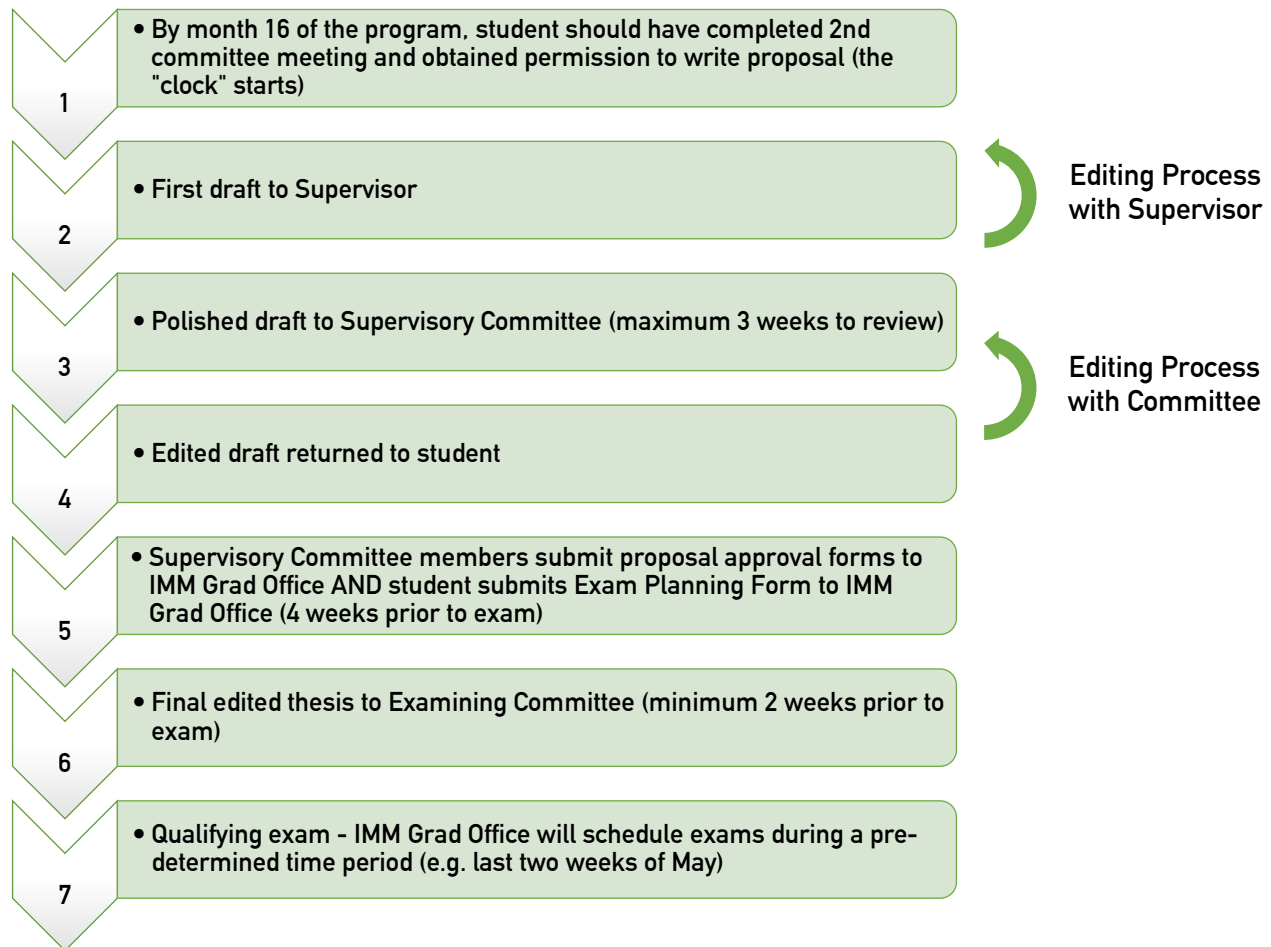 1
• By month 16 of the program, student should have completed 2nd
committee meeting and obtained permission to write proposal (the
"clock" starts)
2
• First draft to Supervisor
Editing Process
with Supervisor
3
• Polished draft to Supervisory Committee (maximum 3 weeks to review)
Editing Process
with Committee
4
• Edited draft returned to student
5
• Supervisory Committee members submit proposal approval forms to
IMM Grad Office AND student submits Exam Planning Form to IMM
Grad Office (4 weeks prior to exam)
6
• Final edited thesis to Examining Committee (minimum 2 weeks prior to
exam)
7
• Qualifying exam - IMM Grad Office will schedule exams during a pre-
determined time period (e.g. last two weeks of May)